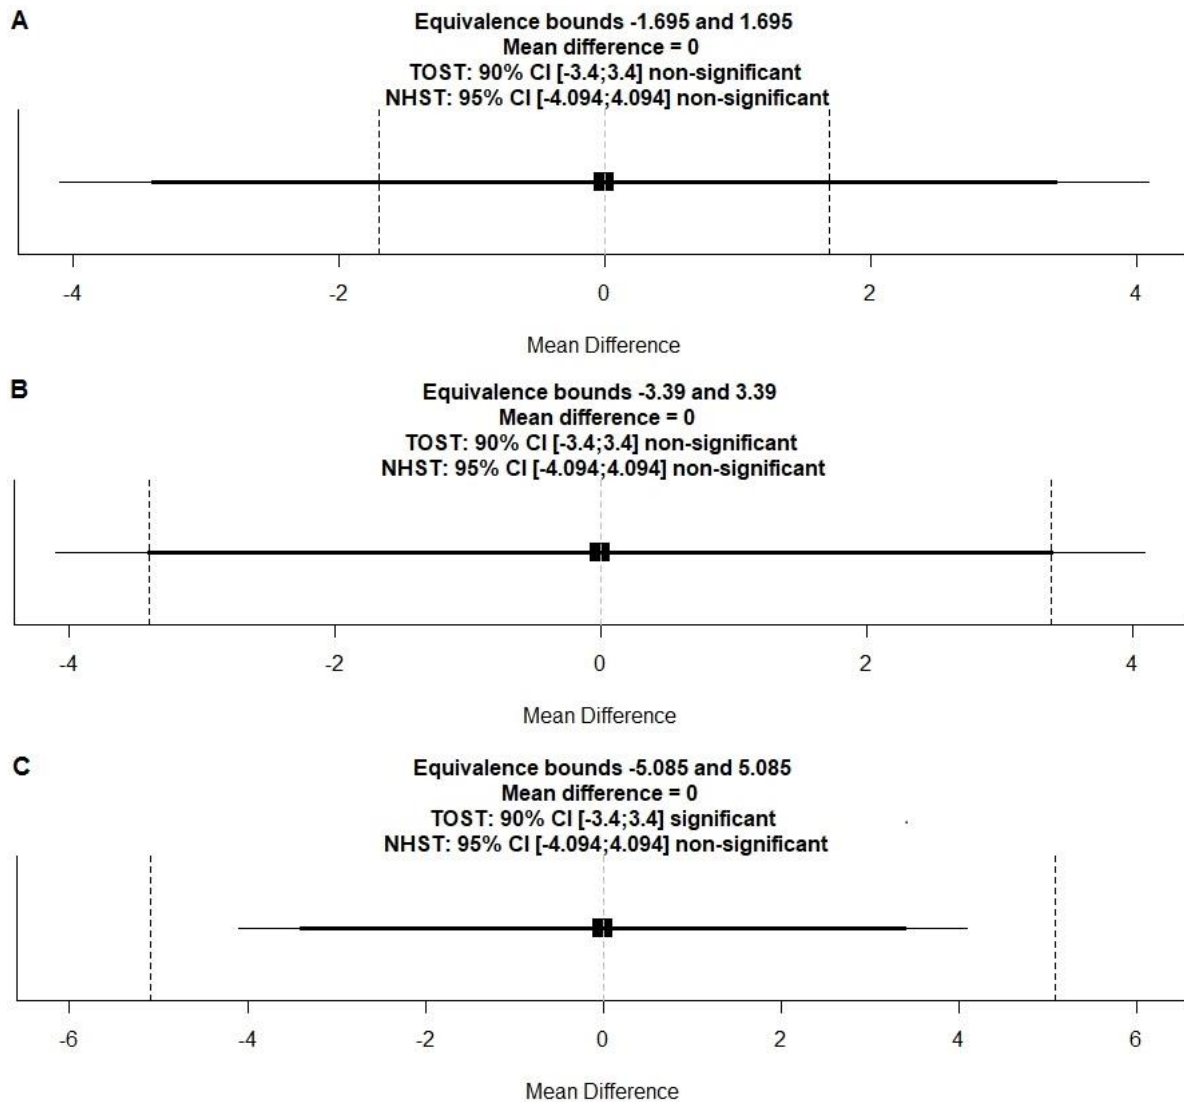 A
Equivalence bounds -1.695 and 1.695
Mean difference = 0
TOST: 90% CI [-3.4;3.4] non-significant
NHST: 95% CI [-4.094;4.094] non-significant
-4 -2 0 2 4
Mean Difference
B
Equivalence bounds -3.39 and 3.39
Mean difference = 0
TOST: 90% CI [-3.4;3.4] non-significant
NHST: 95% CI [-4.094;4.094] non-significant
-4 -2 0 2 4
Mean Difference
C
Equivalence bounds -5.085 and 5.085
Mean difference = 0
TOST: 90% CI [-3.4;3.4] significant
NHST: 95% CI [-4.094;4.094] non-significant
-6 -4 -2 0 2 4 6
Mean Difference